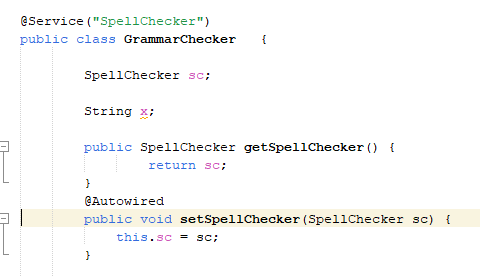 @Service("SpellChecker")
public class GrammarChecker   {
SpellChecker sc;
String x;
public SpellChecker getSpellChecker() {
return sc;
}
@Autowired
public void setSpellChecker(SpellChecker sc) {
this.sc = sc;
}